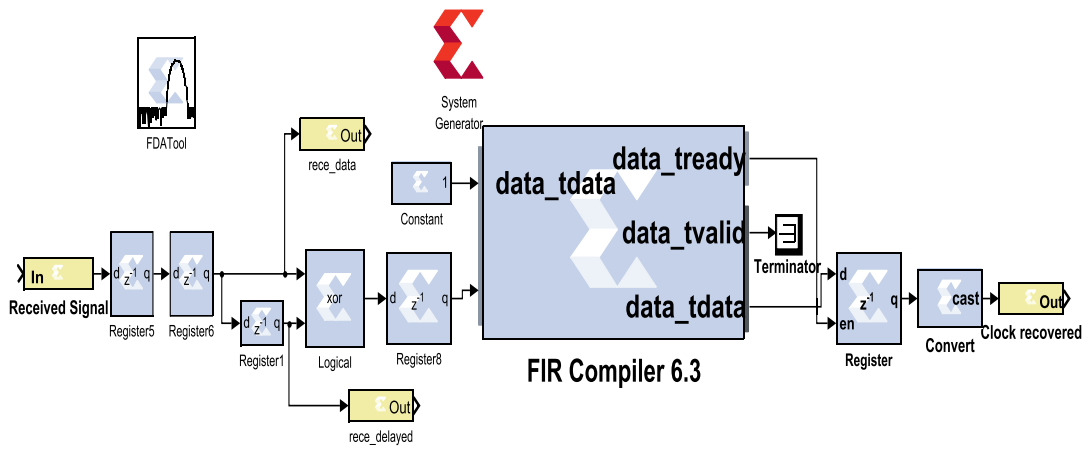 System
Generator
FDATool
Out
rece_data
1
Constant
data_tdata
data_tready
data_tvalid
data_tdata
Terminator
FIR Compiler 6.3
In
Received Signal
d z-1 q
Register5
d z-1 q
Register6
d z-1 q
Register1
xor
Logical
d z-1 q
Register8
Out
rece_delayed
d
z-1 q
en
Register
cast
Convert
Out
Clock recovered